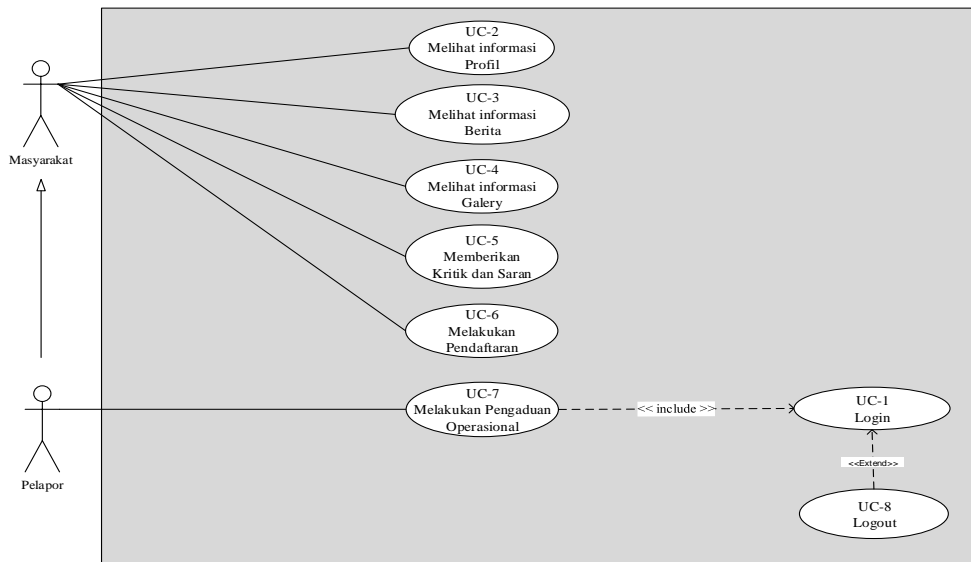 UC-2
Melihat informasi
Profil
UC-3
Melihat informasi
Berita
Masyarakat
UC-4
Melihat informasi
Galery
UC-5
Memberikan
Kritik dan Saran
UC-6
Melakukan
Pendaftaran
UC-7
Melakukan Pengaduan
Operasional
<< include >>
UC-1
Login
<<Extend>>
Pelapor
UC-8
Logout